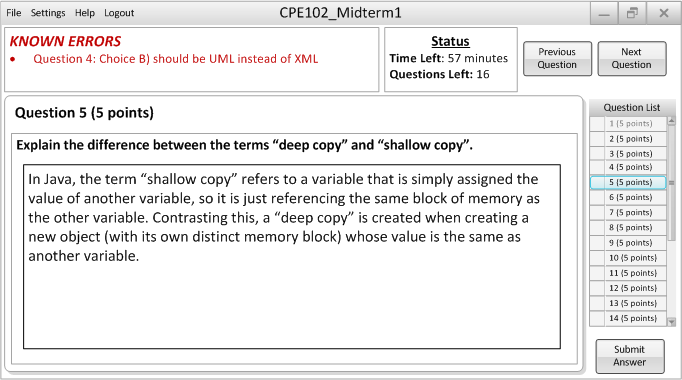 File Settings Help Logout
CPE102_Midterm1
KNOWN ERRORS
• Question 4: Choice B) should be UML instead of XML
Status
Time Left: 57 minutes
Questions Left: 16
Previous
Question
Next
Question
Question 5 (5 points)
Explain the difference between the terms “deep copy” and “shallow copy”.
In Java, the term “shallow copy” refers to a variable that is simply assigned the
value of another variable, so it is just referencing the same block of memory as
the other variable. Contrasting this, a “deep copy” is created when creating a
new object (with its own distinct memory block) whose value is the same as
another variable.
Question List
1 (5 points)
2 (5 points)
3 (5 points)
4 (5 points)
5 (5 points)
6 (5 points)
7 (5 points)
8 (5 points)
9 (5 points)
10 (5 points)
11 (5 points)
12 (5 points)
13 (5 points)
14 (5 points)
Submit
Answer